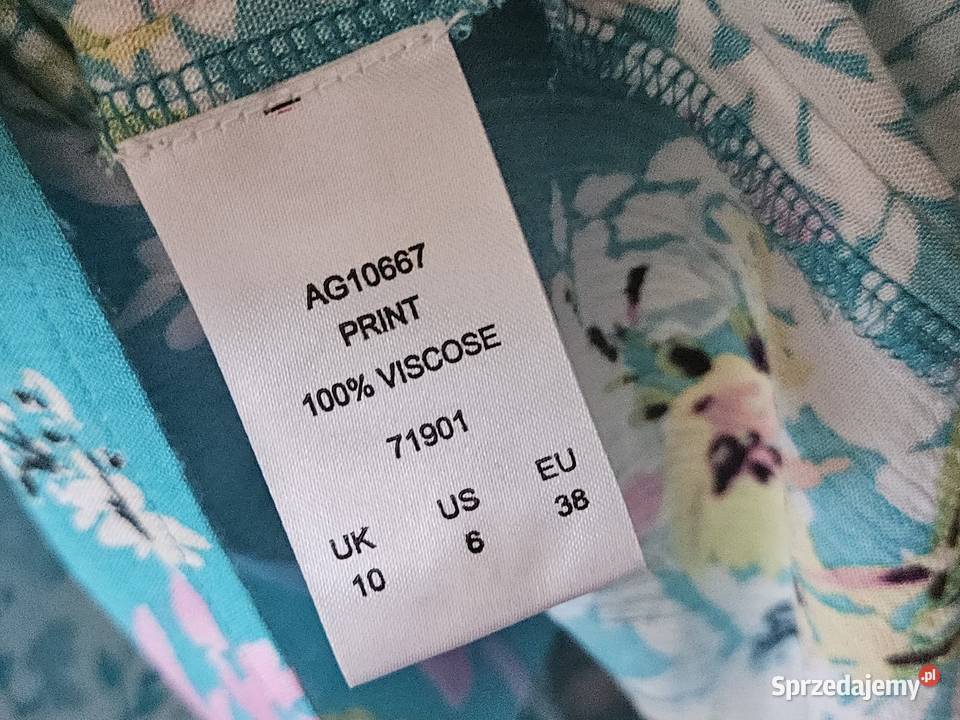 AG10667
PRINT
100% VISCOSE
71901
UK US EU
10 6 38
Sprzedajemy.pl